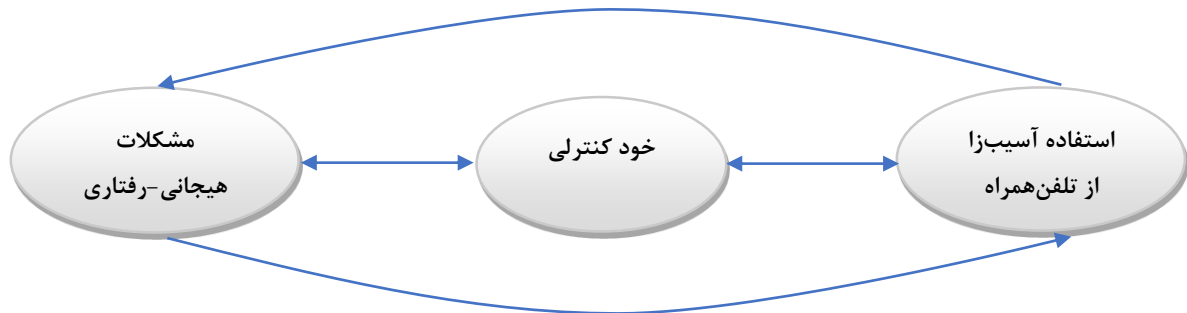 استفاده آسیب‌زا
از تلفن‌همراه
خود کنترلی
مشکلات
هیجانی-رفتاری